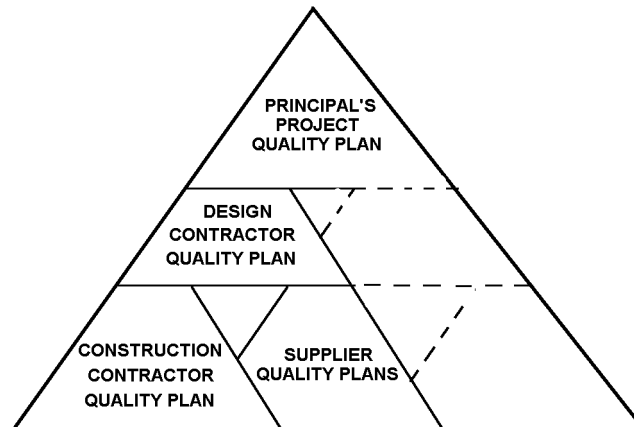 PRINCIPAL'S
PROJECT
QUALITY PLAN
DESIGN
CONTRACTOR
QUALITY PLAN
CONSTRUCTION
CONTRACTOR
QUALITY PLAN
SUPPLIER
QUALITY PLANS